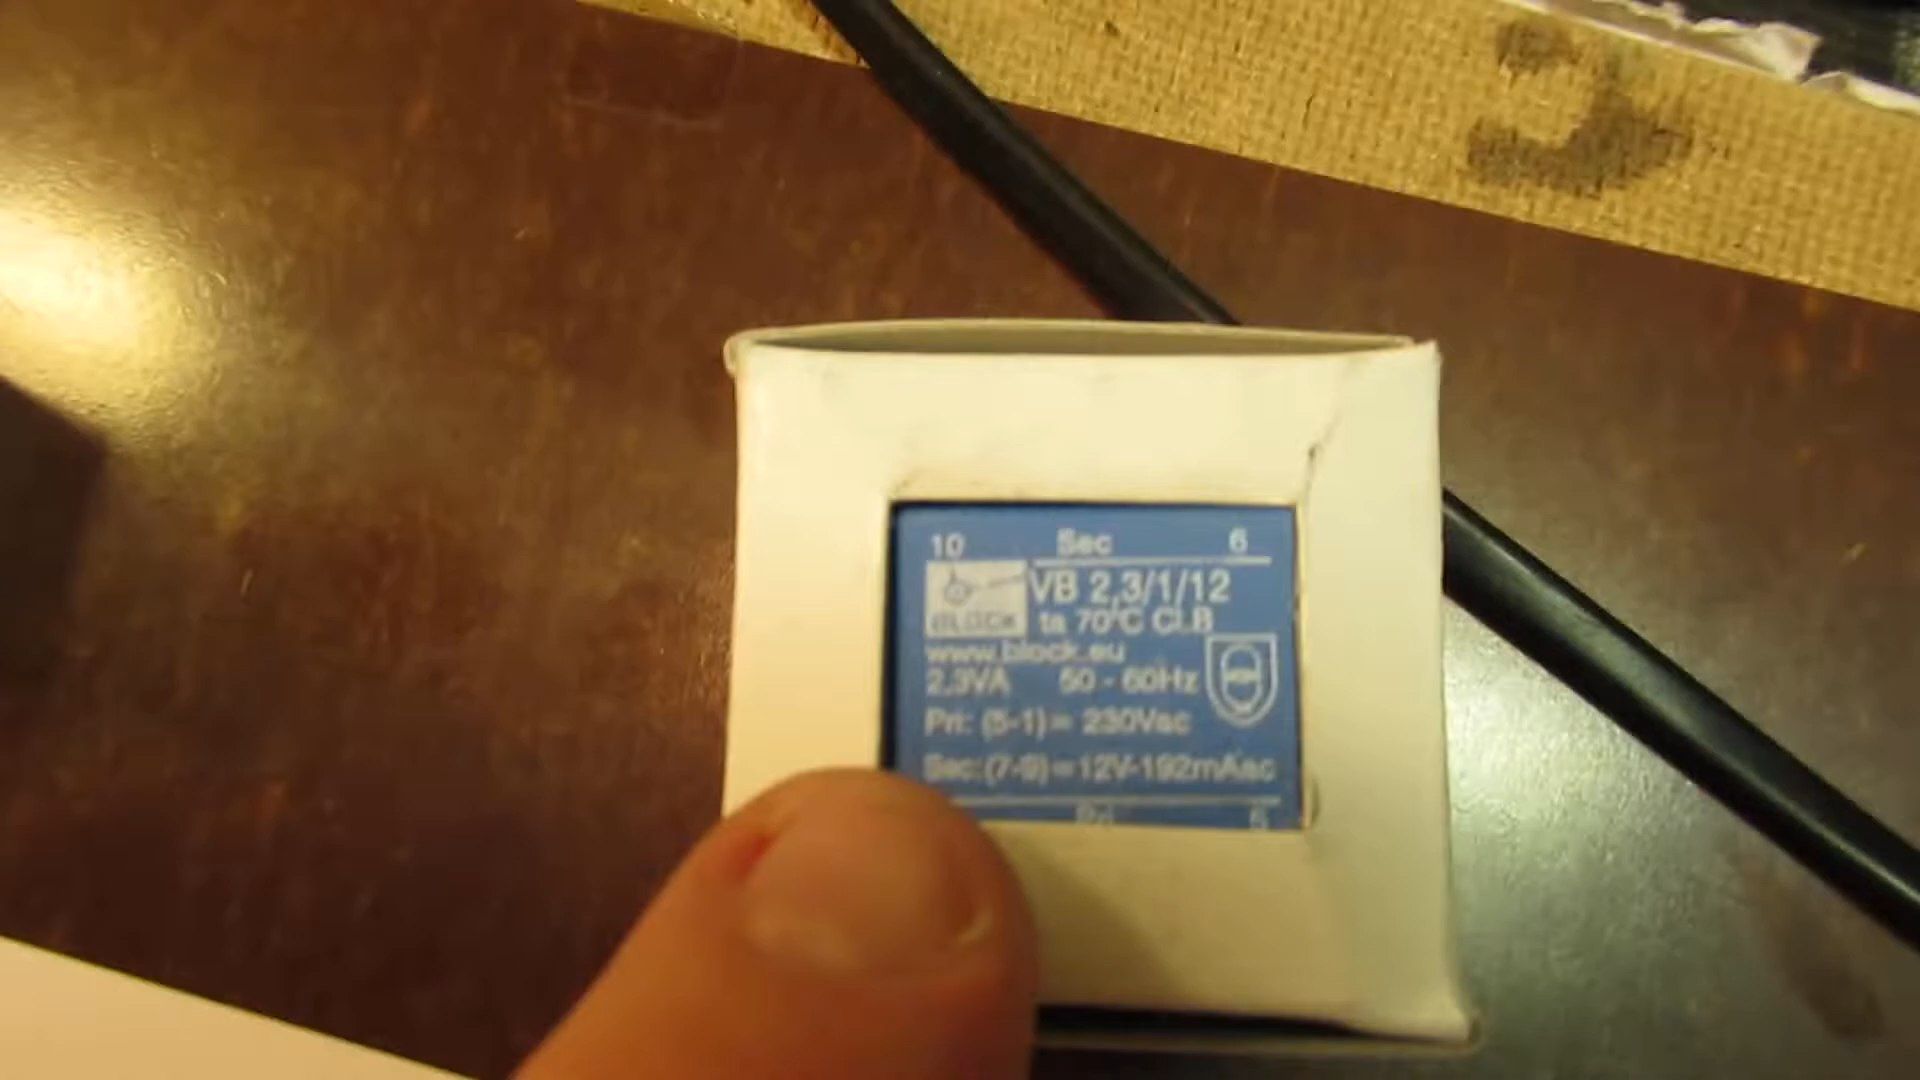 10 Sec 6
VB 2,3/1/12
BLOCK ta 70°C Cl.B
www.block.eu
2,3VA 50 - 60Hz
Pri: (5-1)= 230Vac
Sec:(7-9)=12V-192mAac
Pri 5